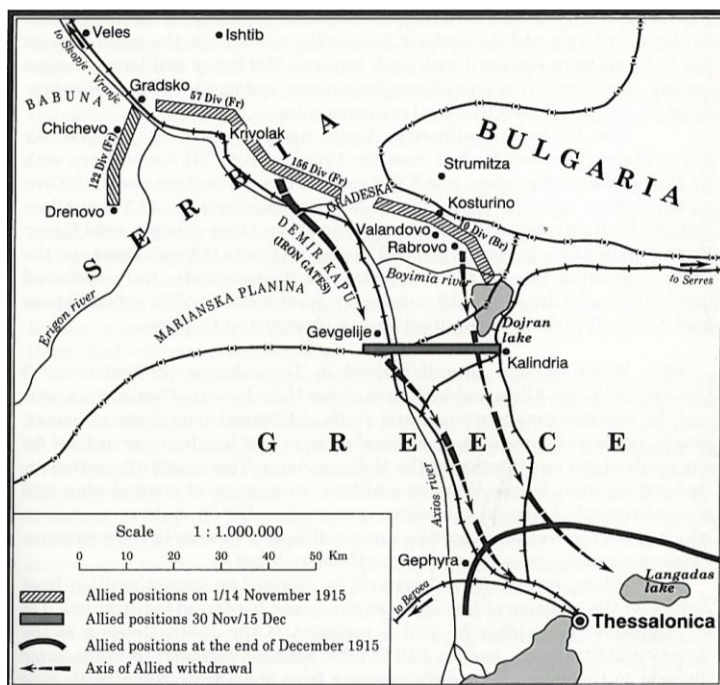 Veles
Ishtib
to Skopje - Vranje
BABUNA
Gradsko
57 Div (Fr)
Chichevo
122 Div (Fr)
Krivolak
156 Div (Fr)
BULGARIA
Strumitza
Drenovo
SERBIA
GRADESKA
Kosturino
10 Div (Br)
Valandovo
Rabrovo
DEMIR KAPU
(IRON GATES)
Boyimia river
to Serres
Erigon river
MARIANSKA PLANINA
Dojran
lake
Gevgelije
Kalindria
GREECE
Axios river
Scale 1 : 1,000,000
0 10 20 30 40 50 Km
Gephyra
Langadas
lake
to Beroea
Thessalonica
Allied positions on 1/14 November 1915
Allied positions 30 Nov/15 Dec
Allied positions at the end of December 1915
Axis of Allied withdrawal